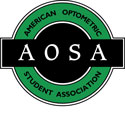 AMERICAN OPTOMETRIC
AOSA
STUDENT ASSOCIATION